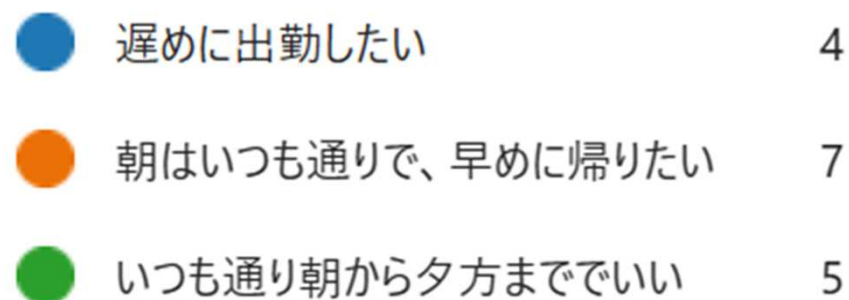 遅めに出勤したい 4
朝はいつも通りで、早めに帰りたい 7
いつも通り朝から夕方まででいい 5